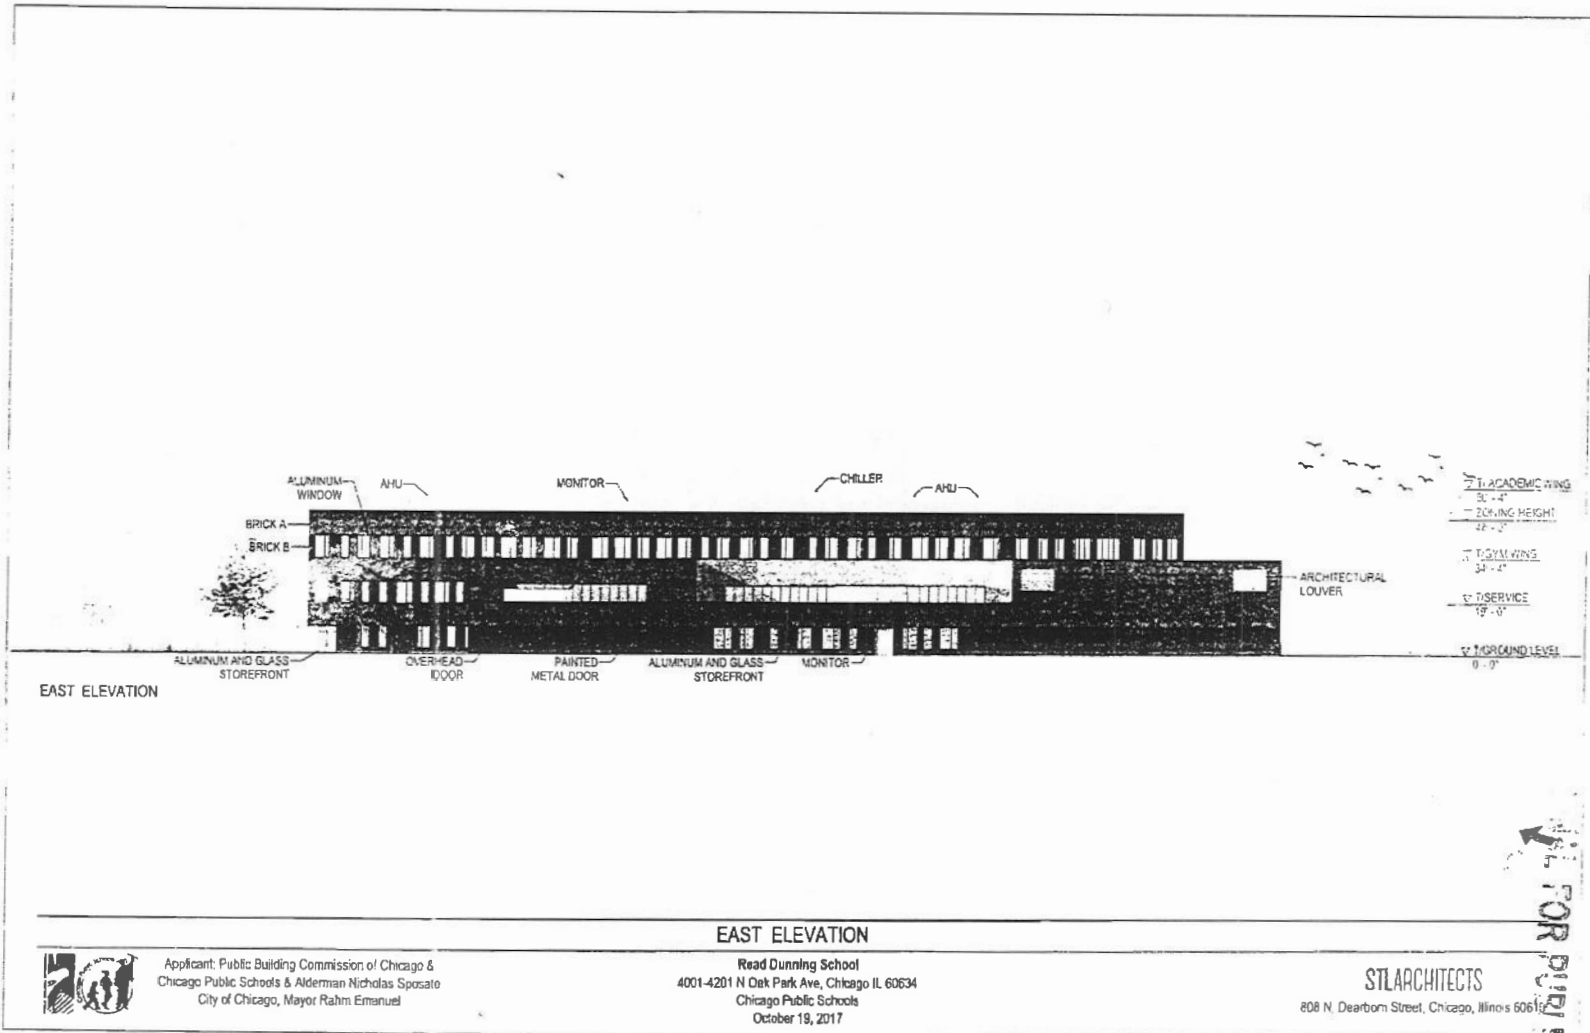 ALUMINUM
WINDOW
AHU
MONITOR
CHILLER
AHU
BRICK A
BRICK B
T/ ACADEMIC WING
ZONING HEIGHT
T/GYM WING
34' - 4"
ARCHITECTURAL
LOUVER
T/SERVICE
T/GROUND LEVEL
0 - 0"
ALUMINUM AND GLASS
STOREFRONT
OVERHEAD
DOOR
PAINTED
METAL DOOR
ALUMINUM AND GLASS
STOREFRONT
MONITOR
EAST ELEVATION
EAST ELEVATION
Applicant: Public Building Commission of Chicago &
Chicago Public Schools & Alderman Nicholas Sposato
City of Chicago, Mayor Rahm Emanuel
Read Dunning School
4001-4201 N Oak Park Ave, Chicago IL 60634
Chicago Public Schools
October 19, 2017
STLARCHITECTS
808 N. Dearborn Street, Chicago, Illinois
FOR